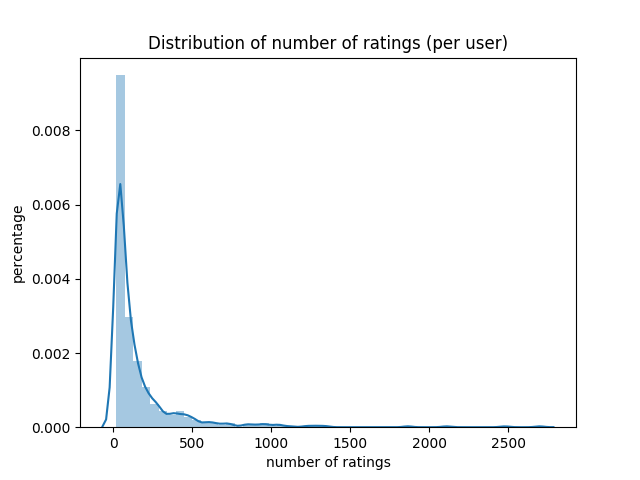 Distribution of number of ratings (per user)
0.008
0.006
0.004
0.002
0.000
percentage
0 500 1000 1500 2000 2500
number of ratings